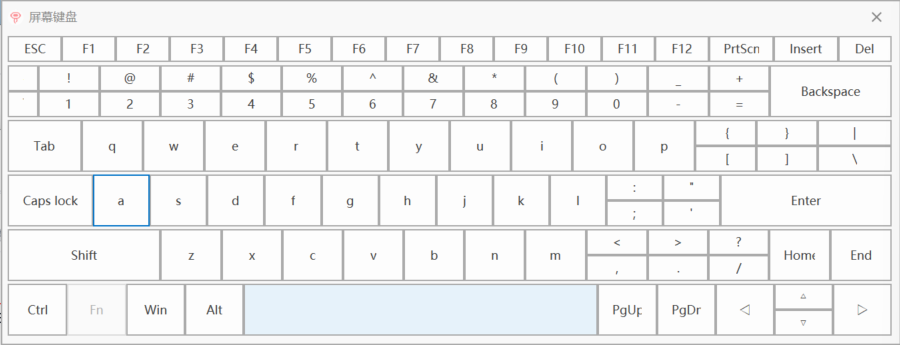 屏幕键盘
ESC F1 F2 F3 F4 F5 F6 F7 F8 F9 F10 F11 F12 PrtScn Insert Del
! @ # $ % ^ & * ( ) _ +
1 2 3 4 5 6 7 8 9 0 - = Backspace
{ } |
Tab q w e r t y u i o p
[ ] \
: "
Caps lock a s d f g h j k l Enter
; '
< > ?
Shift z x c v b n m Home End
, . /
Ctrl Fn Win Alt PgUp PgDr ◁ ▵ ▿ ▷